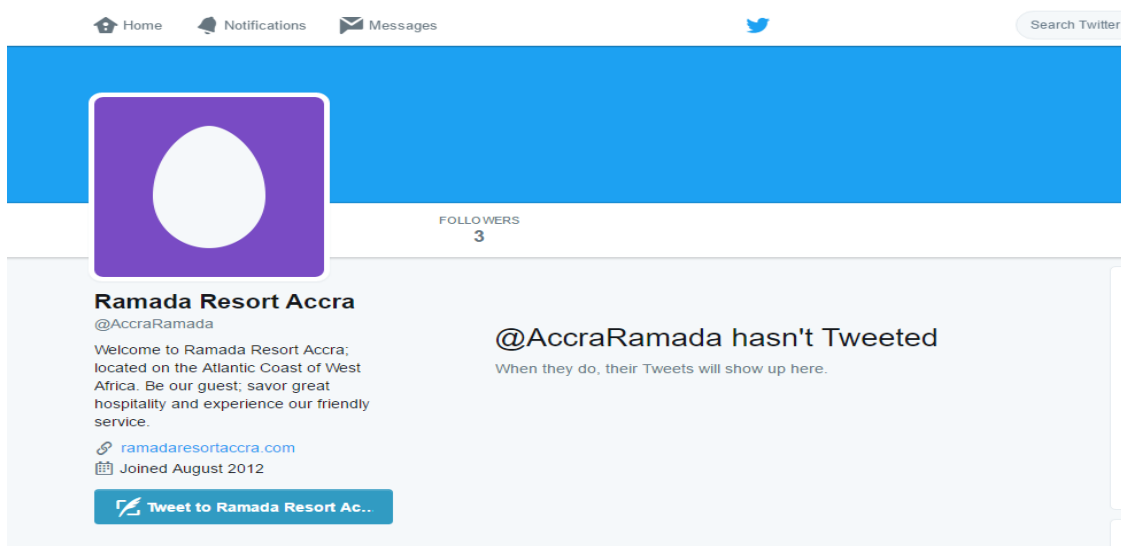 Home Notifications Messages Search Twitter
FOLLOWERS
3
Ramada Resort Accra
@AccraRamada
Welcome to Ramada Resort Accra;
located on the Atlantic Coast of West
Africa. Be our guest; savor great
hospitality and experience our friendly
service.
ramadaresortaccra.com
Joined August 2012
Tweet to Ramada Resort Ac...
@AccraRamada hasn't Tweeted
When they do, their Tweets will show up here.